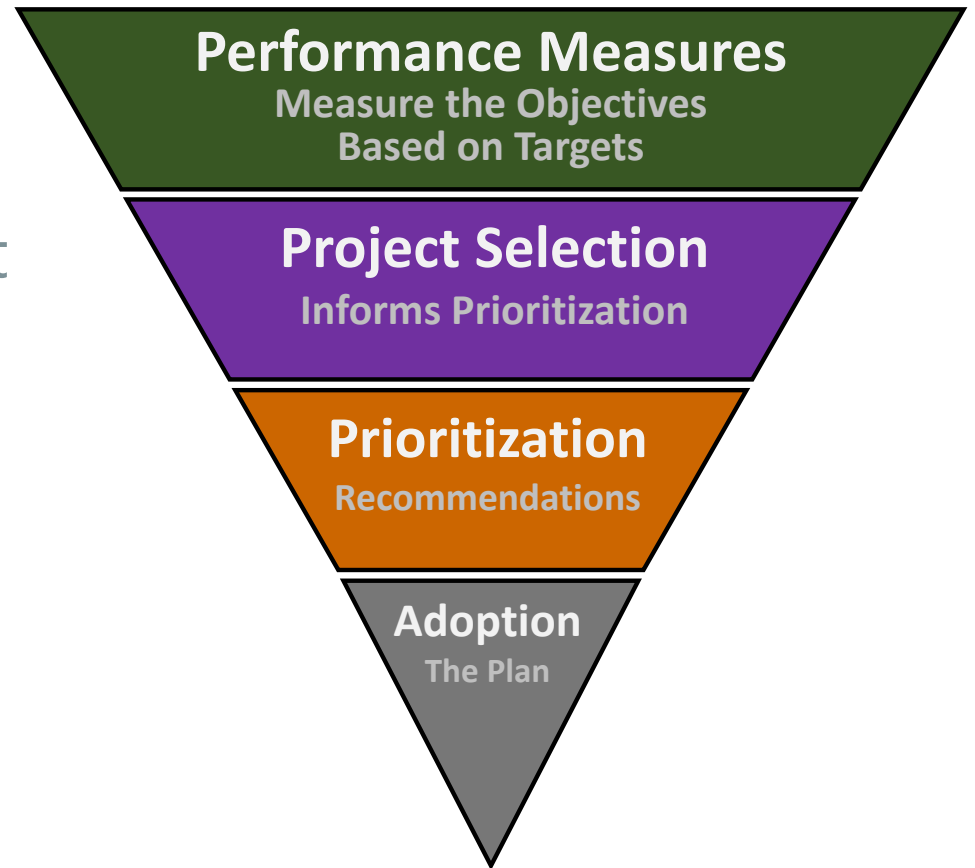 Performance Measures
Measure the Objectives
Based on Targets
Project Selection
Informs Prioritization
Prioritization
Recommendations
Adoption
The Plan